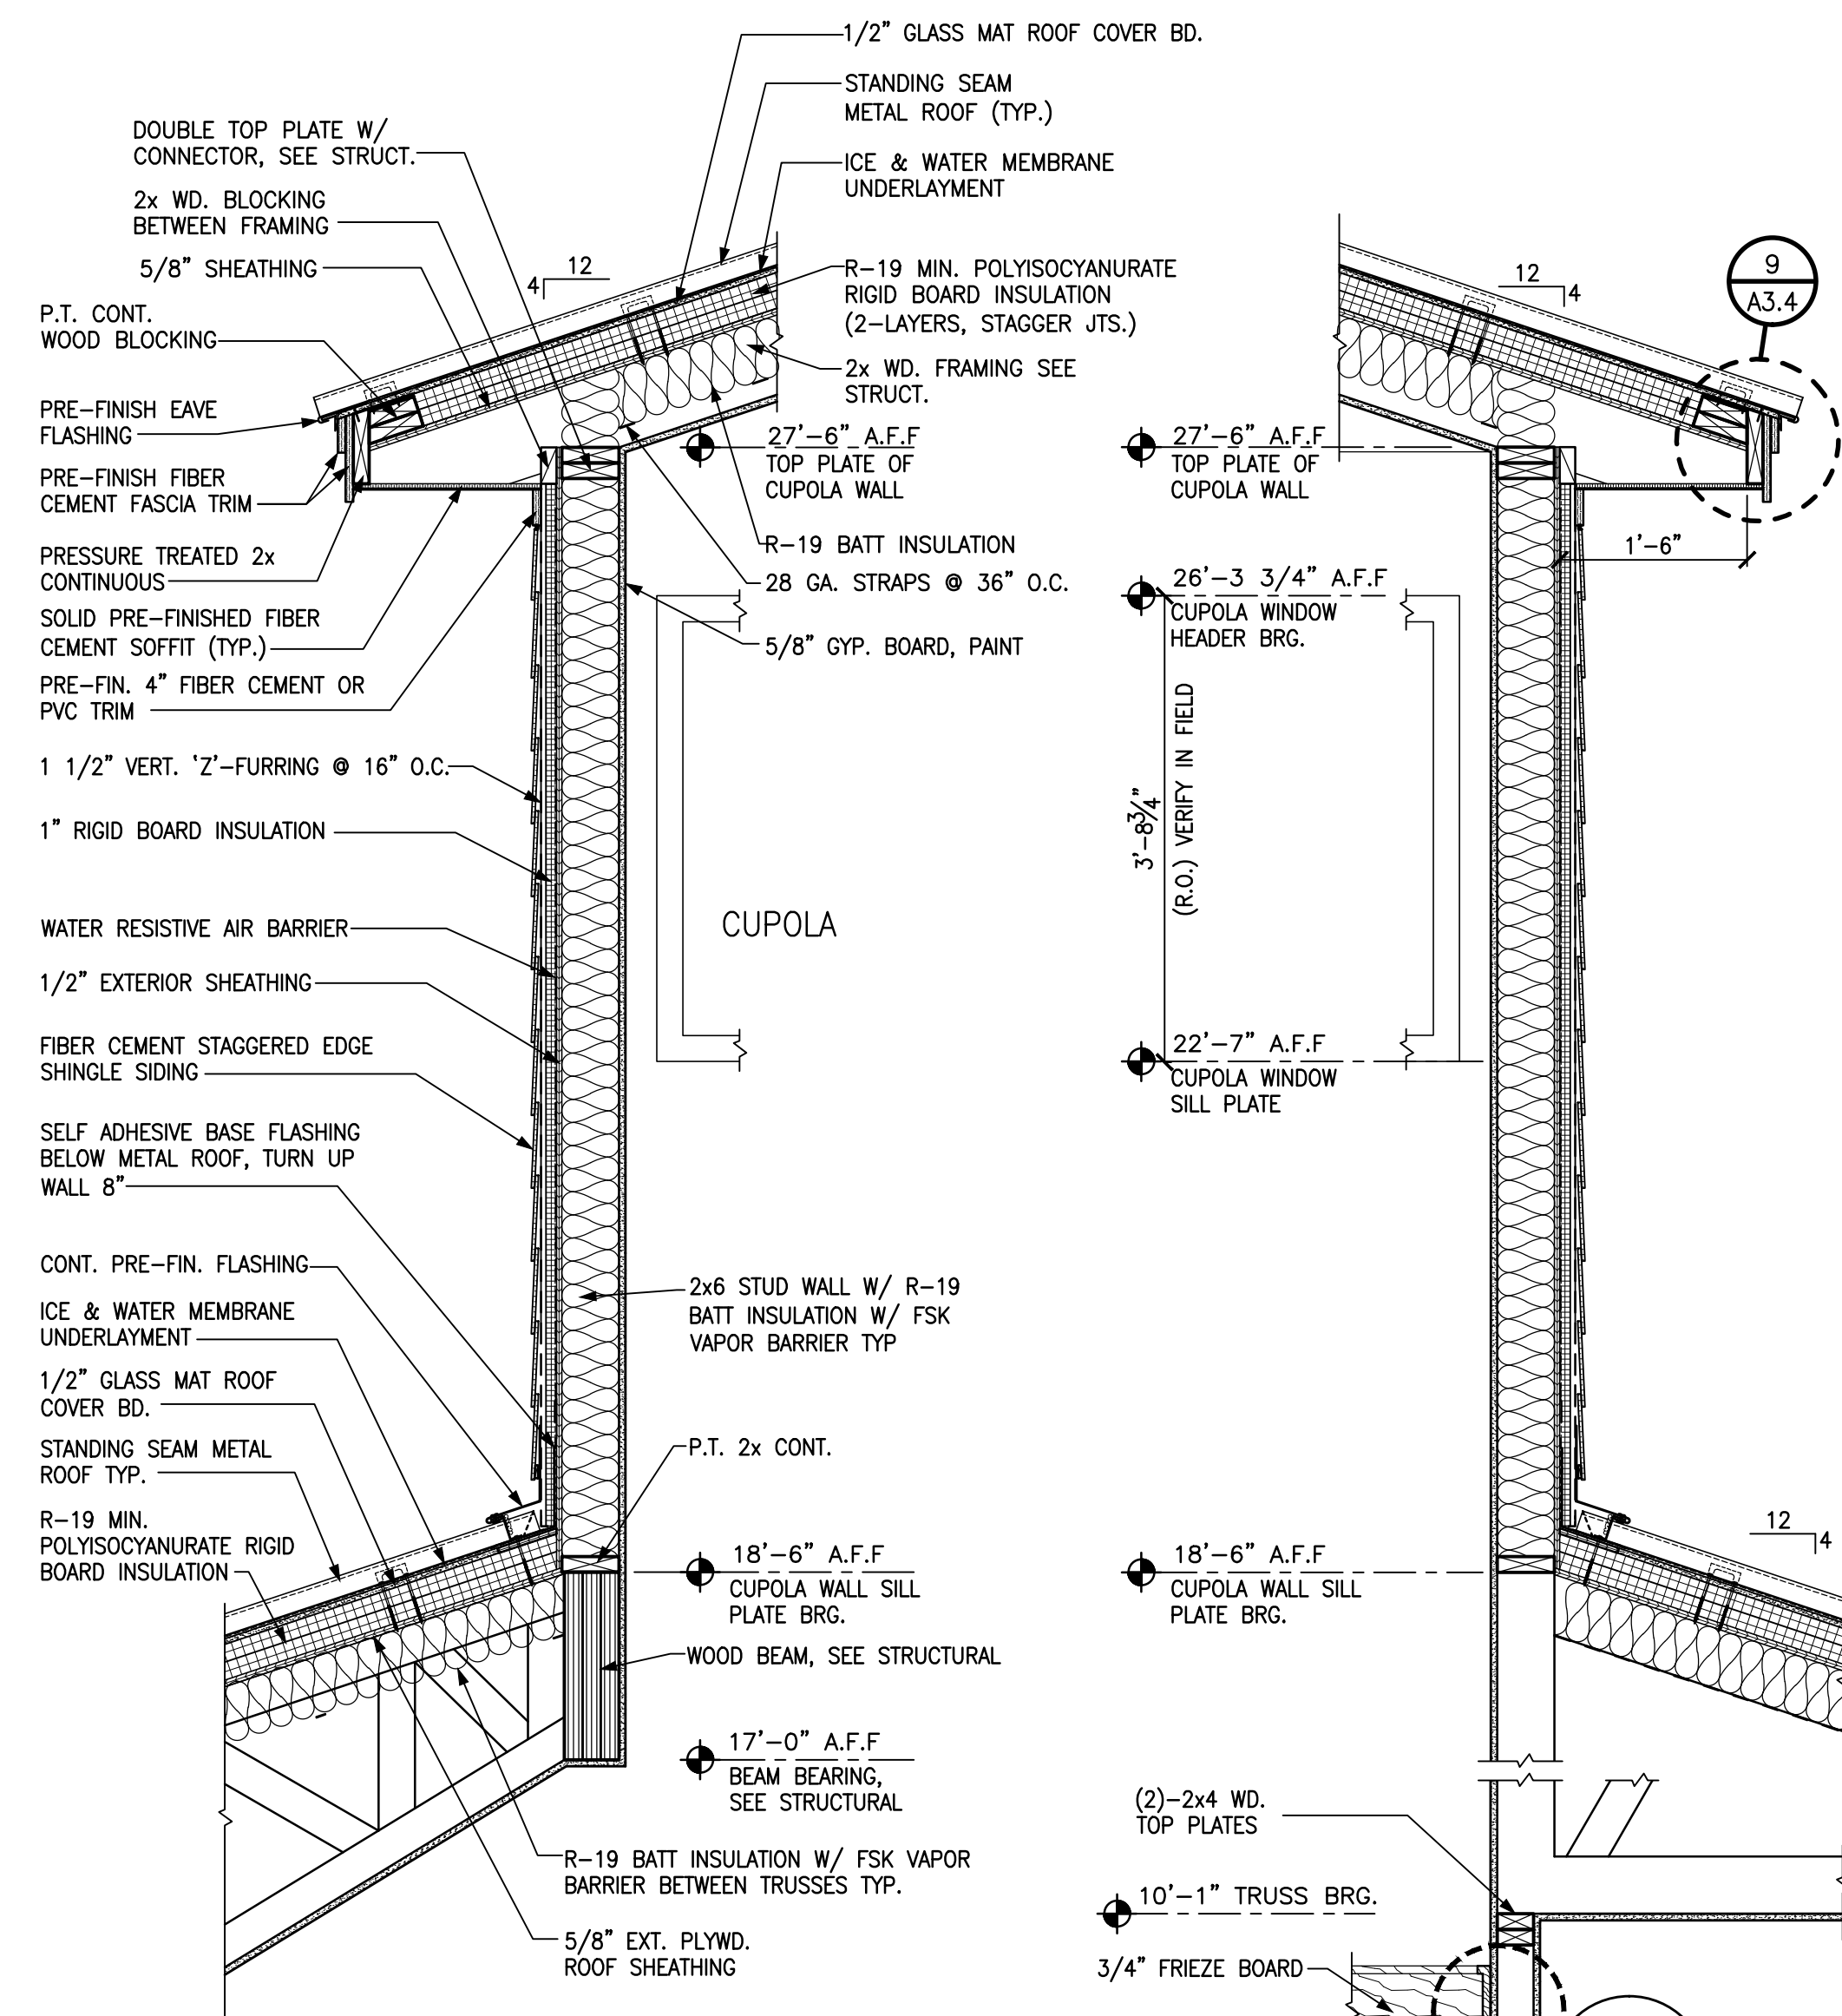 1/2” GLASS MAT ROOF COVER BD.
STANDING SEAM
METAL ROOF (TYP.)
ICE & WATER MEMBRANE
UNDERLAYMENT
DOUBLE TOP PLATE W/
CONNECTOR, SEE STRUCT.
2x WD. BLOCKING
BETWEEN FRAMING
5/8” SHEATHING
P.T. CONT.
WOOD BLOCKING
PRE-FINISH EAVE
FLASHING
PRE-FINISH FIBER
CEMENT FASCIA TRIM
PRESSURE TREATED 2x
CONTINUOUS
SOLID PRE-FINISHED FIBER
CEMENT SOFFIT (TYP.)
PRE-FIN. 4” FIBER CEMENT OR
PVC TRIM
1 1/2” VERT. ‘Z’-FURRING @ 16” O.C.
1” RIGID BOARD INSULATION
WATER RESISTIVE AIR BARRIER
1/2” EXTERIOR SHEATHING
FIBER CEMENT STAGGERED EDGE
SHINGLE SIDING
SELF ADHESIVE BASE FLASHING
BELOW METAL ROOF, TURN UP
WALL 8”
CONT. PRE-FIN. FLASHING
ICE & WATER MEMBRANE
UNDERLAYMENT
1/2” GLASS MAT ROOF
COVER BD.
STANDING SEAM METAL
ROOF TYP.
R-19 MIN.
POLYISOCYANURATE RIGID
BOARD INSULATION
12
4
R-19 MIN. POLYISOCYANURATE
RIGID BOARD INSULATION
(2-LAYERS, STAGGER JTS.)
2x WD. FRAMING SEE
STRUCT.
27’-6” A.F.F
TOP PLATE OF
CUPOLA WALL
R-19 BATT INSULATION
28 GA. STRAPS @ 36” O.C.
5/8” GYP. BOARD, PAINT
CUPOLA
2x6 STUD WALL W/ R-19
BATT INSULATION W/ FSK
VAPOR BARRIER TYP
P.T. 2x CONT.
18’-6” A.F.F
CUPOLA WALL SILL
PLATE BRG.
WOOD BEAM, SEE STRUCTURAL
17’-0” A.F.F
BEAM BEARING,
SEE STRUCTURAL
R-19 BATT INSULATION W/ FSK VAPOR
BARRIER BETWEEN TRUSSES TYP.
5/8” EXT. PLYWD.
ROOF SHEATHING
12
4
9
A3.4
27’-6” A.F.F
TOP PLATE OF
CUPOLA WALL
1’-6”
26’-3 3/4” A.F.F
CUPOLA WINDOW
HEADER BRG.
3’-8 3/4”
(R.O.) VERIFY IN FIELD
22’-7” A.F.F
CUPOLA WINDOW
SILL PLATE
12
4
18’-6” A.F.F
CUPOLA WALL SILL
PLATE BRG.
(2)-2x4 WD.
TOP PLATES
10’-1” TRUSS BRG.
3/4” FRIEZE BOARD